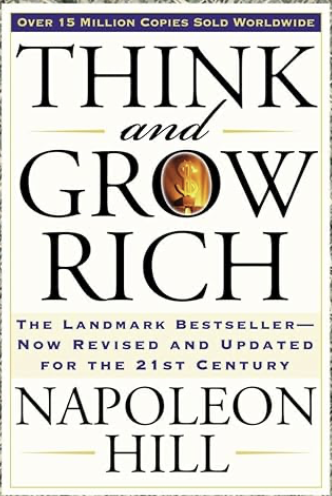 OVER 15 MILLION COPIES SOLD WORLDWIDE
THINK
and
GROW
RICH
THE LANDMARK BESTSELLER—
NOW REVISED AND UPDATED
FOR THE 21ST CENTURY
NAPOLEON
HILL